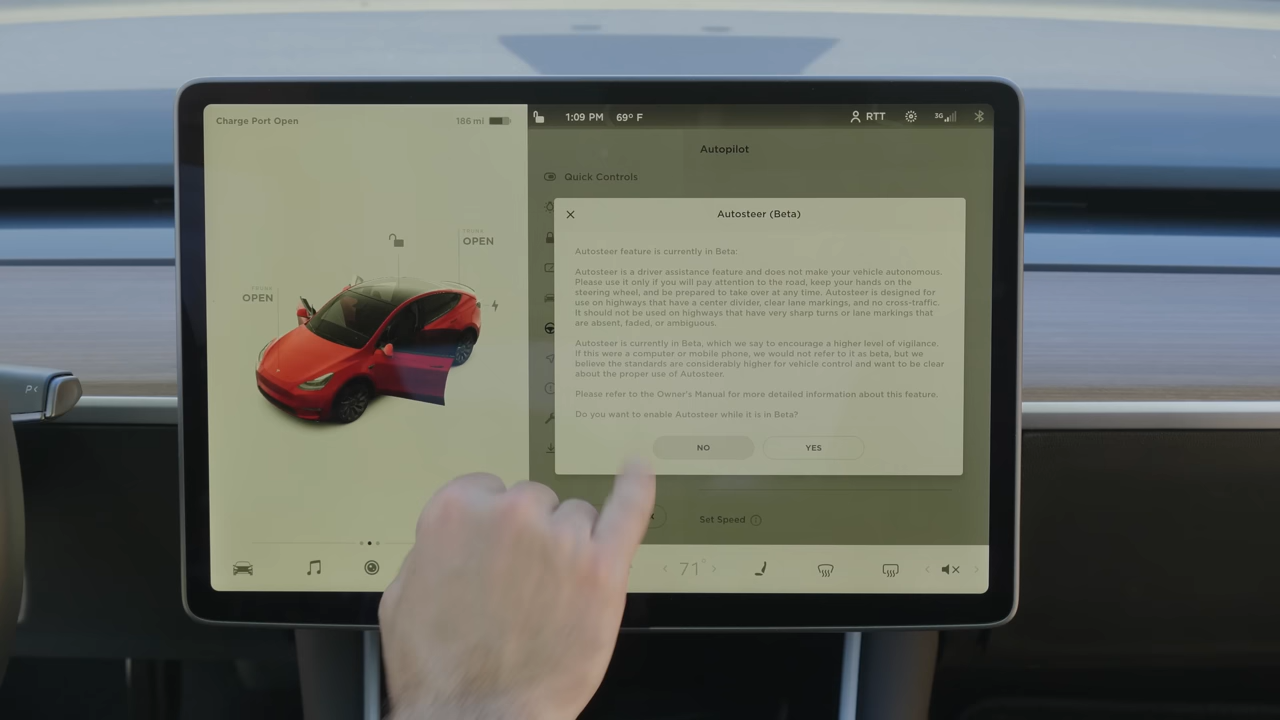 Charge Port Open
186 mi
1:09 PM
69° F
RTT
3G
Autopilot
Quick Controls
Autosteer (Beta)
Autosteer feature is currently in Beta:
Autosteer is a driver assistance feature and does not make your vehicle autonomous.
Please use it only if you will pay attention to the road, keep your hands on the
steering wheel, and be prepared to take over at any time. Autosteer is designed for
use on highways that have a center divider, clear lane markings, and no cross-traffic.
It should not be used on highways that have very sharp turns or lane markings that
are absent, faded, or ambiguous.
Autosteer is currently in Beta, which we say to encourage a higher level of vigilance.
If this were a computer or mobile phone, we would not refer to it as beta, but we
believe the standards are considerably higher for vehicle control and want to be clear
about the proper use of Autosteer.
Please refer to the Owner's Manual for more detailed information about this feature.
Do you want to enable Autosteer while it is in Beta?
NO
YES
TRUNK
OPEN
FRUNK
OPEN
Set Speed
71°
P